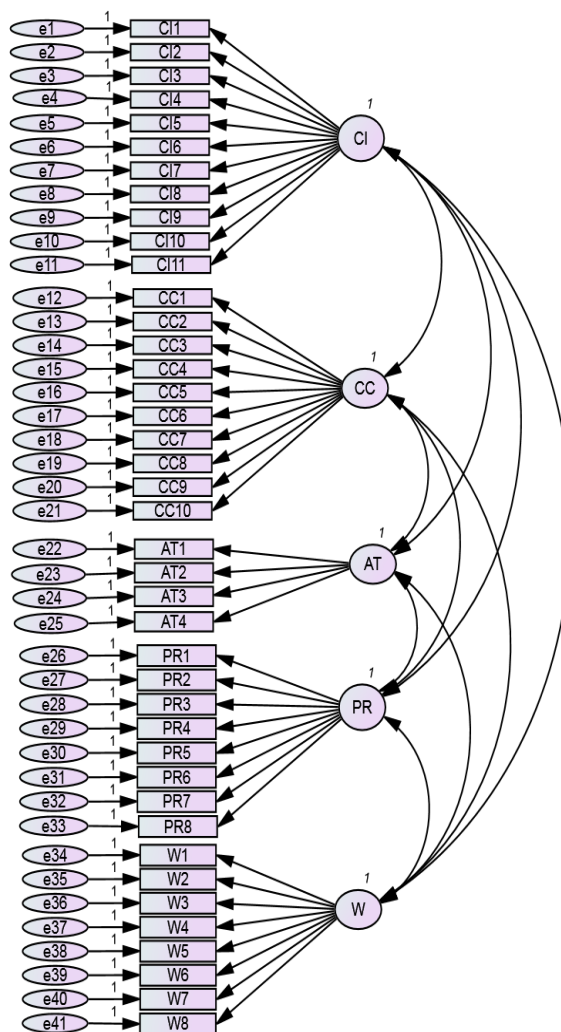 e1 1 CI1
e2 1 CI2
e3 1 CI3
e4 1 CI4
e5 1 CI5
e6 1 CI6
e7 1 CI7
e8 1 CI8
e9 1 CI9
e10 1 CI10
e11 1 CI11
1
CI
e12 1 CC1
e13 1 CC2
e14 1 CC3
e15 1 CC4
e16 1 CC5
e17 1 CC6
e18 1 CC7
e19 1 CC8
e20 1 CC9
e21 1 CC10
1
CC
e22 1 AT1
e23 1 AT2
e24 1 AT3
e25 1 AT4
1
AT
e26 1 PR1
e27 1 PR2
e28 1 PR3
e29 1 PR4
e30 1 PR5
e31 1 PR6
e32 1 PR7
e33 1 PR8
1
PR
e34 1 W1
e35 1 W2
e36 1 W3
e37 1 W4
e38 1 W5
e39 1 W6
e40 1 W7
e41 1 W8
1
W